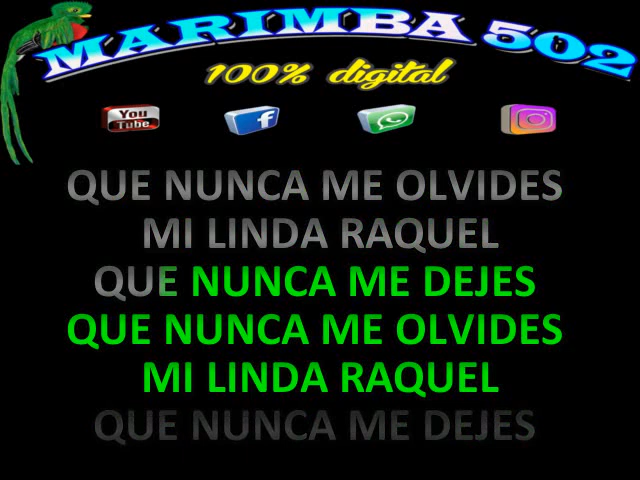 MARIMBA 502
100% digital
You
Tube
QUE NUNCA ME OLVIDES
MI LINDA RAQUEL
QUE NUNCA ME DEJES
QUE NUNCA ME OLVIDES
MI LINDA RAQUEL
QUE NUNCA ME DEJES